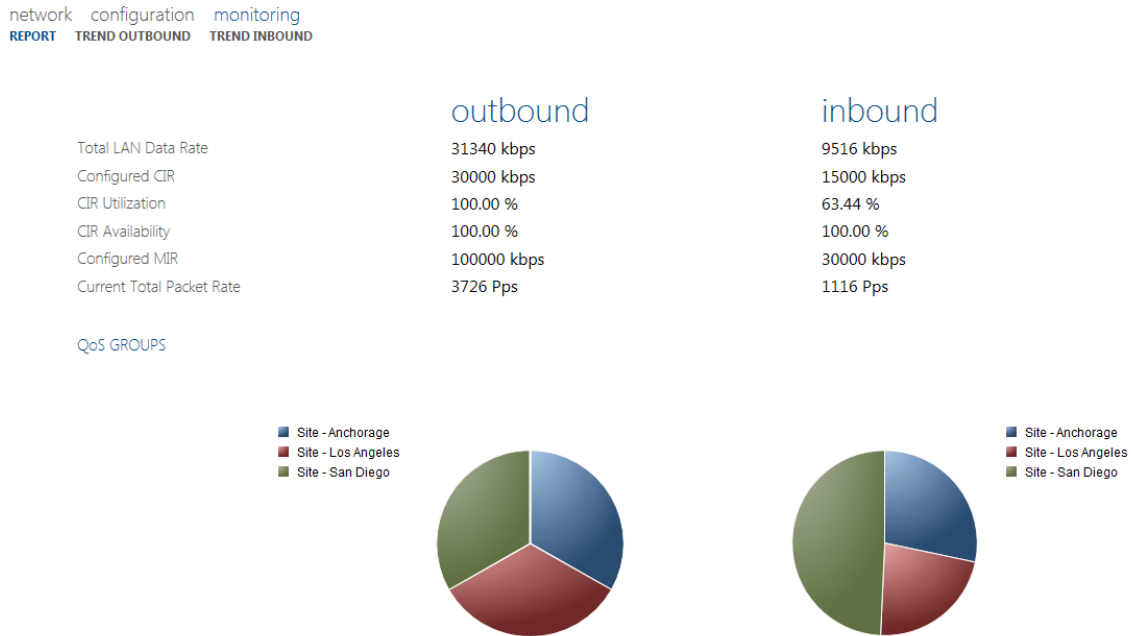 network configuration monitoring
REPORT TREND OUTBOUND TREND INBOUND
outbound inbound
Total LAN Data Rate 31340 kbps 9516 kbps
Configured CIR 30000 kbps 15000 kbps
CIR Utilization 100.00 % 63.44 %
CIR Availability 100.00 % 100.00 %
Configured MIR 100000 kbps 30000 kbps
Current Total Packet Rate 3726 Pps 1116 Pps
QoS GROUPS
Site - Anchorage Site - Anchorage
Site - Los Angeles Site - Los Angeles
Site - San Diego Site - San Diego